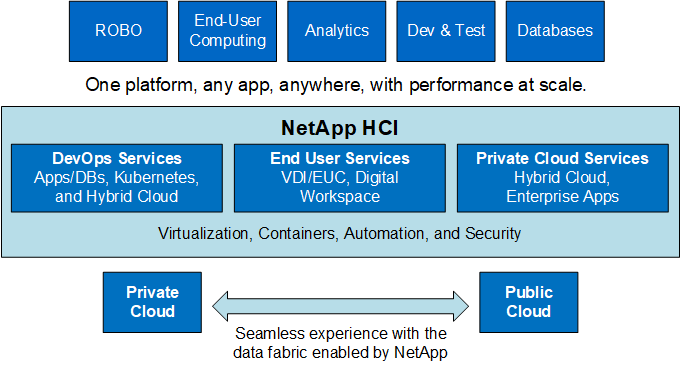 ROBO
End-User
Computing
Analytics
Dev & Test
Databases
One platform, any app, anywhere, with performance at scale.
NetApp HCI
DevOps Services
Apps/DBs, Kubernetes,
and Hybrid Cloud
End User Services
VDI/EUC, Digital
Workspace
Private Cloud Services
Hybrid Cloud,
Enterprise Apps
Virtualization, Containers, Automation, and Security
Private
Cloud
Public
Cloud
Seamless experience with the
data fabric enabled by NetApp